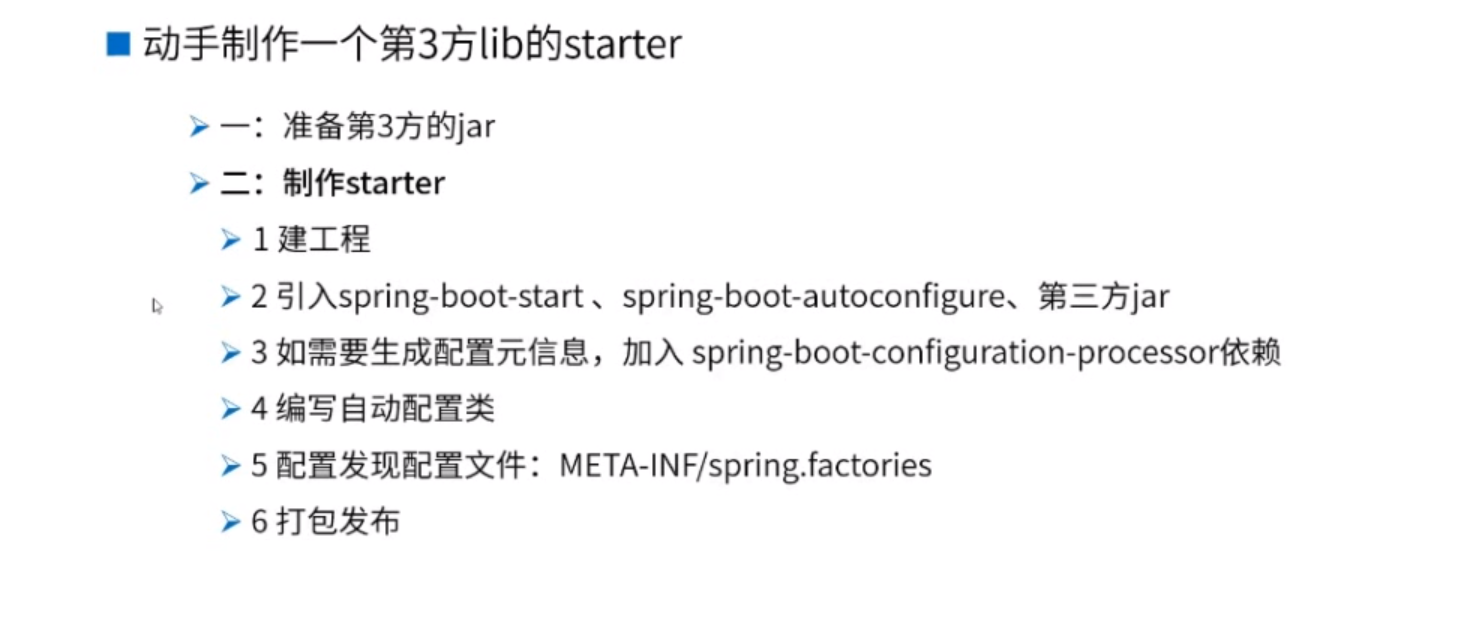 动手制作一个第3方lib的starter
一：准备第3方的jar
二：制作starter
1 建工程
2 引入spring-boot-start 、spring-boot-autoconfigure、第三方jar
3 如需要生成配置元信息，加入 spring-boot-configuration-processor依赖
4 编写自动配置类
5 配置发现配置文件：META-INF/spring.factories
6 打包发布